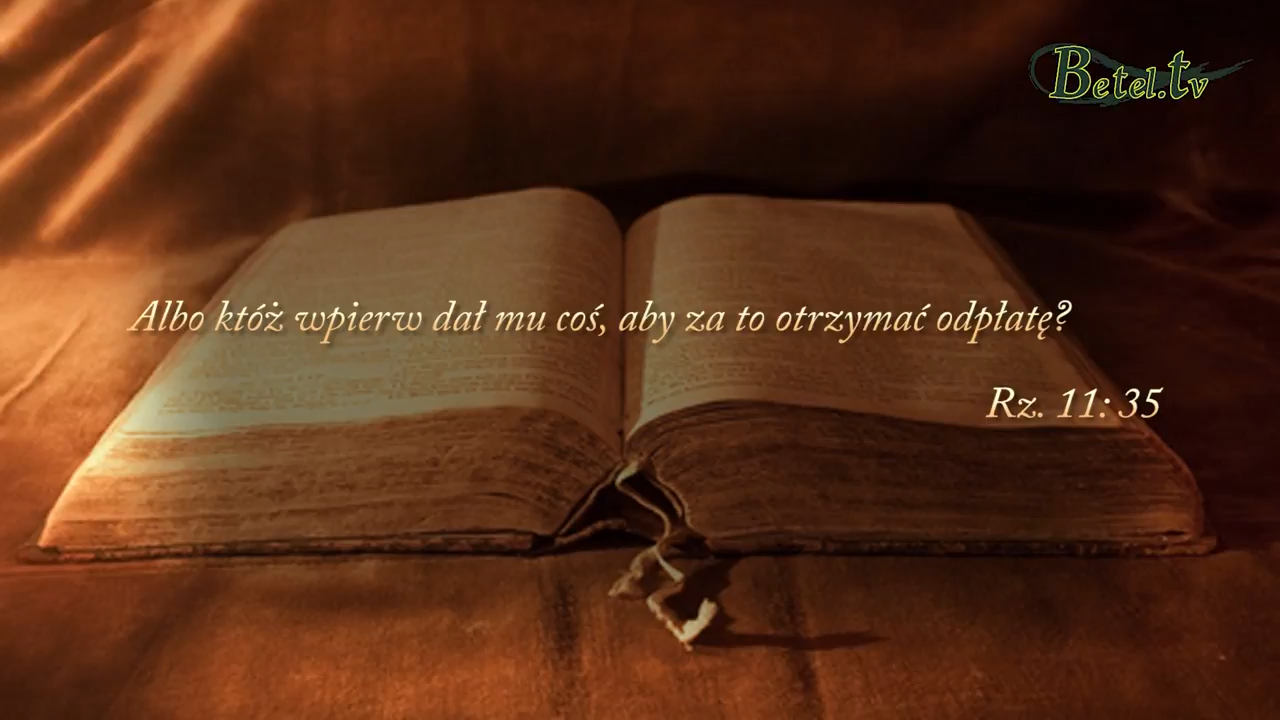 Betel.tv
Albo któż wpierw dał mu coś, aby za to otrzymać odpłatę?
Rz. 11: 35